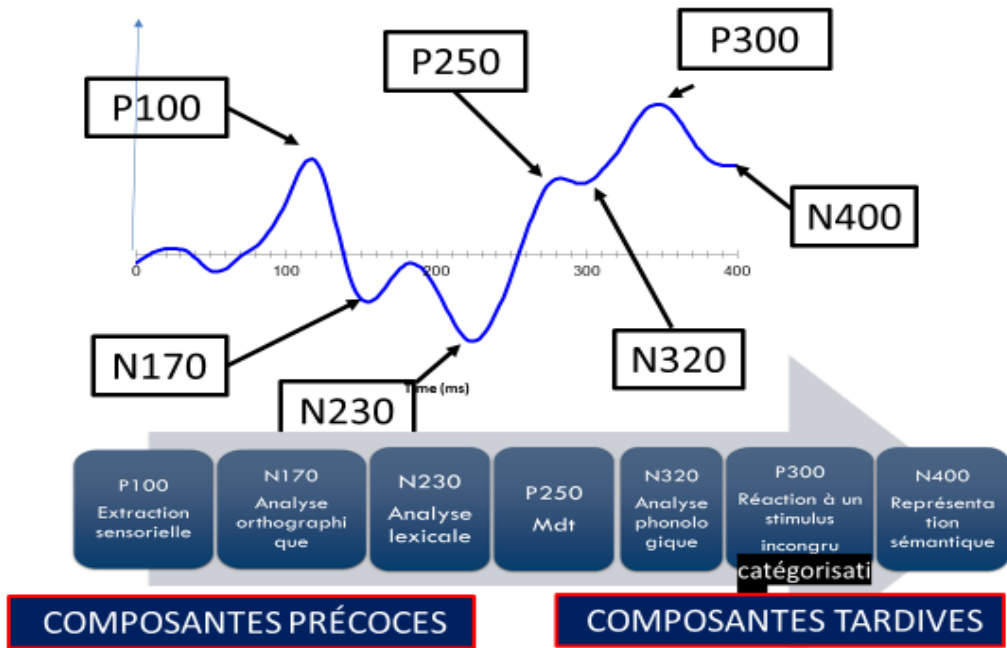 P300
P250
P100
N400
0
100
200
300
400
N320
N170
Time (ms)
N230
P100
Extraction
sensorielle
N170
Analyse
orthographi
que
N230
Analyse
lexicale
P250
Mdt
N320
Analyse
phonolo
gique
P300
Réaction à un
stimulus
incongru
catégorisati
N400
Représenta
tion
sémantique
COMPOSANTES PRÉCOCES
COMPOSANTES TARDIVES